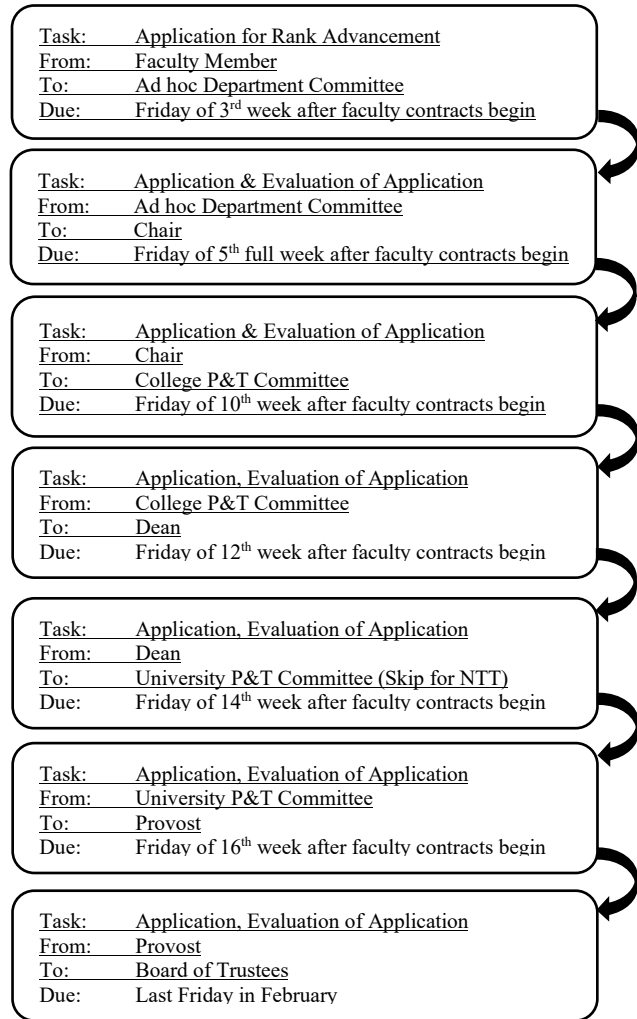 Task: Application for Rank Advancement
From: Faculty Member
To: Ad hoc Department Committee
Due: Friday of 3rd week after faculty contracts begin
Task: Application & Evaluation of Application
From: Ad hoc Department Committee
To: Chair
Due: Friday of 5th full week after faculty contracts begin
Task: Application & Evaluation of Application
From: Chair
To: College P&T Committee
Due: Friday of 10th week after faculty contracts begin
Task: Application, Evaluation of Application
From: College P&T Committee
To: Dean
Due: Friday of 12th week after faculty contracts begin
Task: Application, Evaluation of Application
From: Dean
To: University P&T Committee (Skip for NTT)
Due: Friday of 14th week after faculty contracts begin
Task: Application, Evaluation of Application
From: University P&T Committee
To: Provost
Due: Friday of 16th week after faculty contracts begin
Task: Application, Evaluation of Application
From: Provost
To: Board of Trustees
Due: Last Friday in February